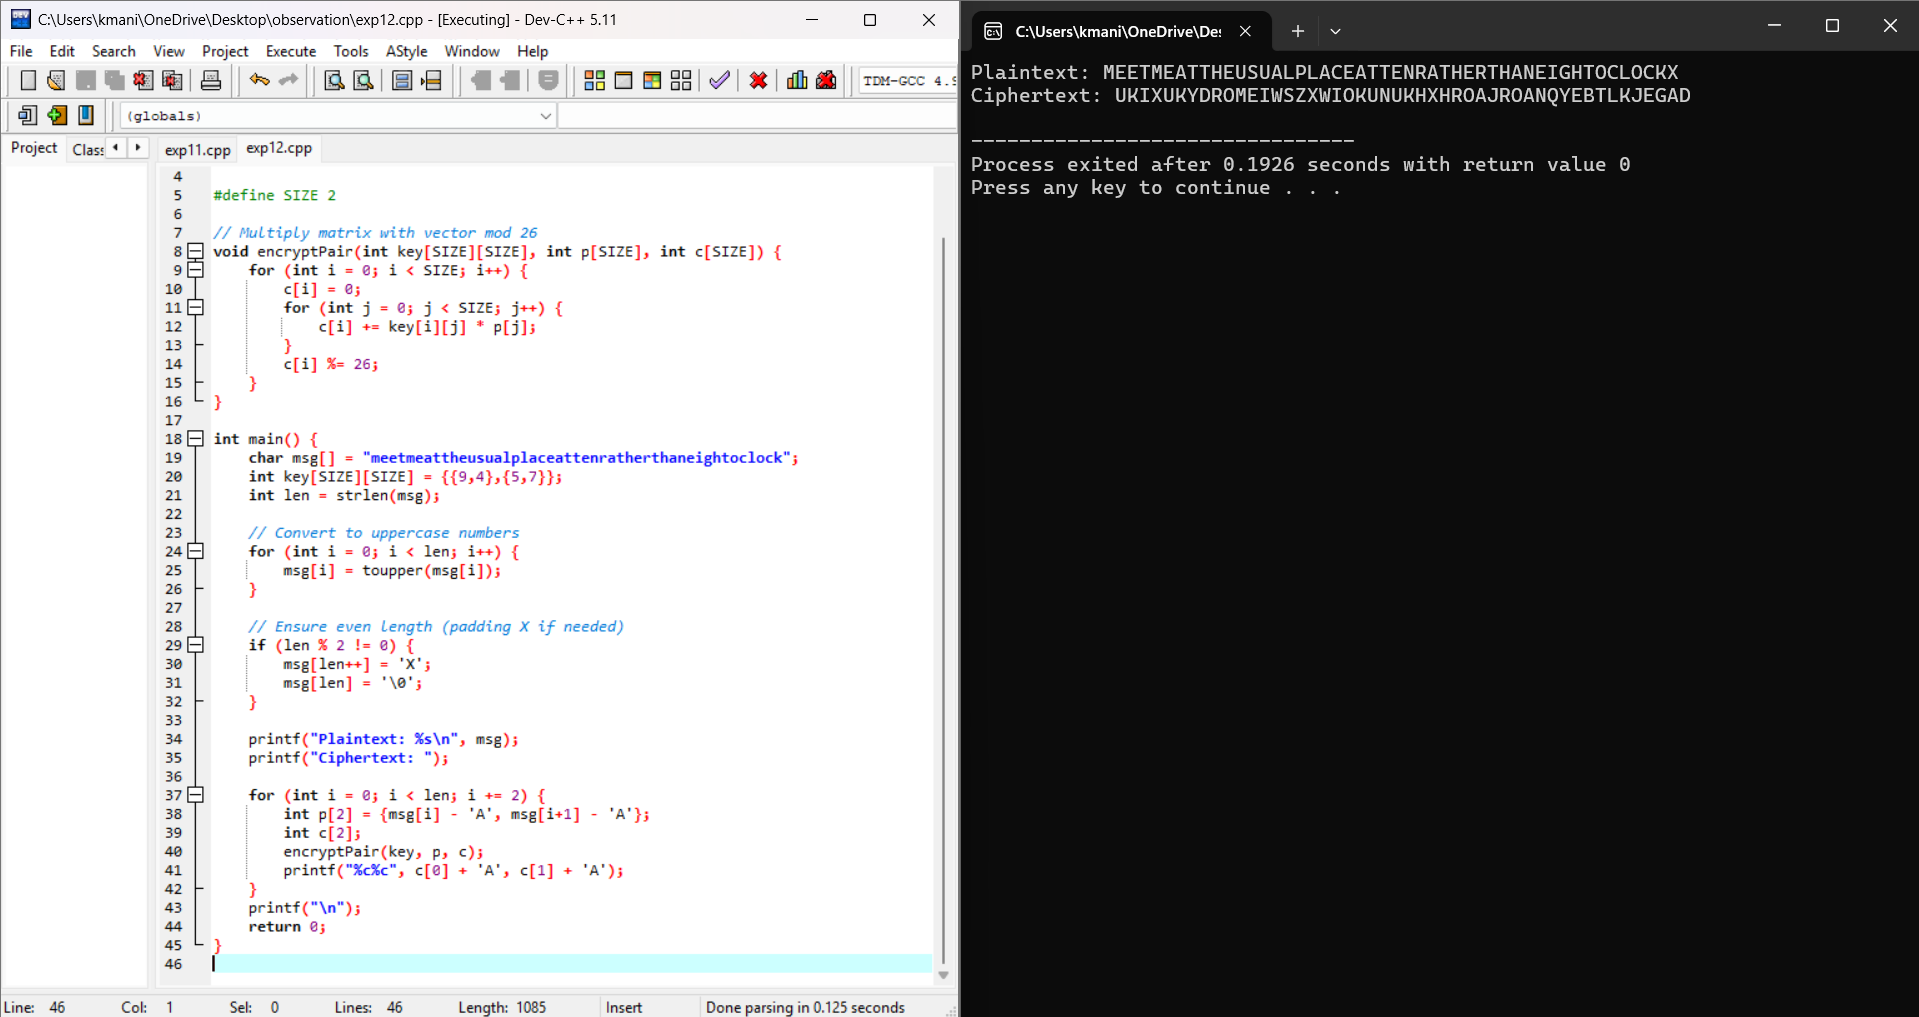 C:\Users\kmani\OneDrive\Desktop\observation\exp12.cpp - [Executing] - Dev-C++ 5.11
File Edit Search View Project Execute Tools AStyle Window Help
TDM-GCC 4.9
(globals)
Project Class
exp11.cpp exp12.cpp
4
5 #define SIZE 2
6
7 // Multiply matrix with vector mod 26
8 void encryptPair(int key[SIZE][SIZE], int p[SIZE], int c[SIZE]) {
9     for (int i = 0; i < SIZE; i++) {
10         c[i] = 0;
11         for (int j = 0; j < SIZE; j++) {
12             c[i] += key[i][j] * p[j];
13         }
14         c[i] %= 26;
15     }
16 }
17
18 int main() {
19     char msg[] = "meetmeattheusualplaceattenratherthaneightoclock";
20     int key[SIZE][SIZE] = {{9,4},{5,7}};
21     int len = strlen(msg);
22
23     // Convert to uppercase numbers
24     for (int i = 0; i < len; i++) {
25         msg[i] = toupper(msg[i]);
26     }
27
28     // Ensure even length (padding X if needed)
29     if (len % 2 != 0) {
30         msg[len++] = 'X';
31         msg[len] = '\0';
32     }
33
34     printf("Plaintext: %s\n", msg);
35     printf("Ciphertext: ");
36
37     for (int i = 0; i < len; i += 2) {
38         int p[2] = {msg[i] - 'A', msg[i+1] - 'A'};
39         int c[2];
40         encryptPair(key, p, c);
41         printf("%c%c", c[0] + 'A', c[1] + 'A');
42     }
43     printf("\n");
44     return 0;
45 }
46
Line: 46 Col: 1 Sel: 0 Lines: 46 Length: 1085 Insert Done parsing in 0.125 seconds
C:\Users\kmani\OneDrive\Des
Plaintext: MEETMEATTHEUSUALPLACEATTENRATHERTHANEIGHTOCLOCKX
Ciphertext: UKIXUKYDROMEIWSZXWIOKUNUKHXHROAJROANQYEBTLKJEGAD
--------------------------------
Process exited after 0.1926 seconds with return value 0
Press any key to continue . . .